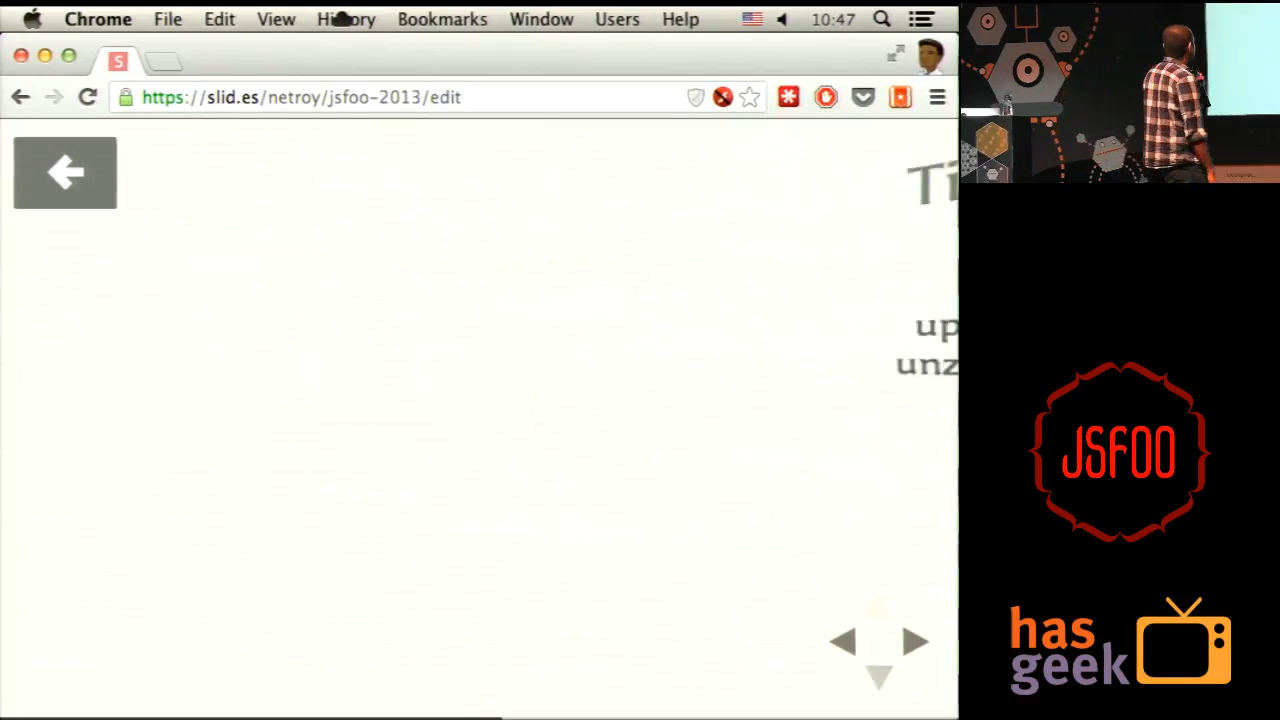 Chrome File Edit View History Bookmarks Window Users Help 10:47
S
https://slid.es/netroy/jsfoo-2013/edit
Ti
up
unz
JSFOO
has
geek